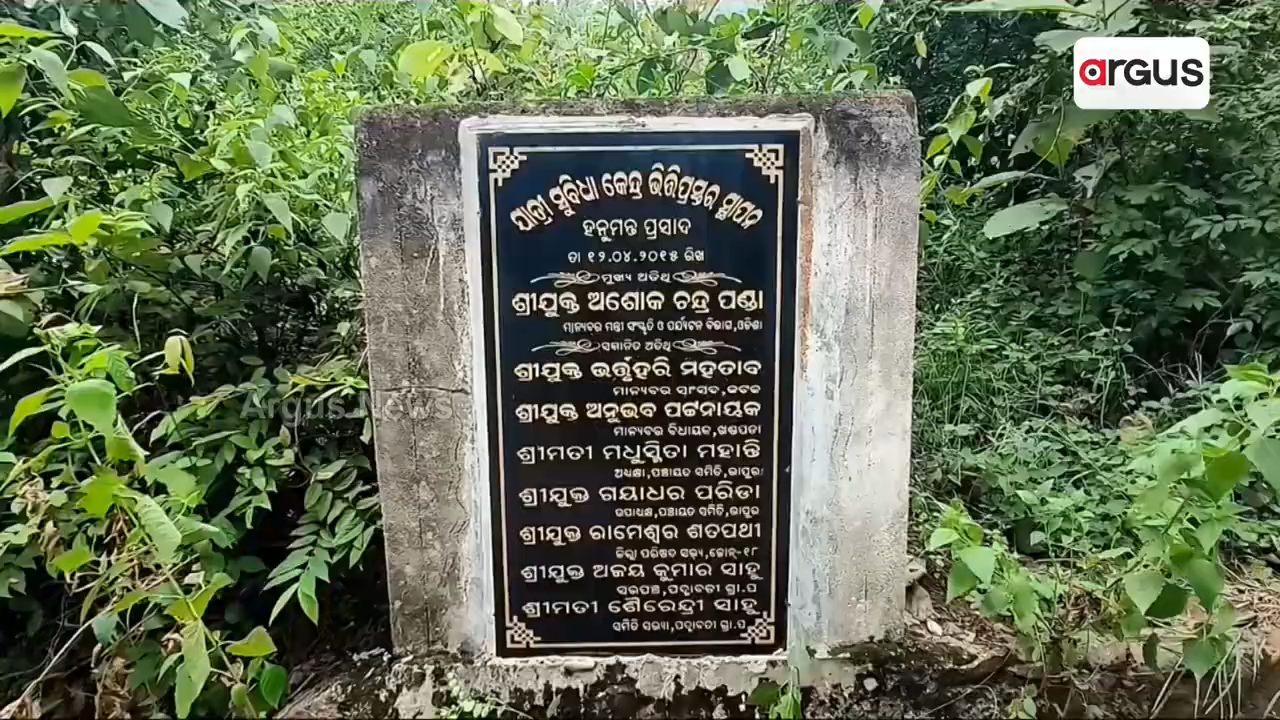 argus
ଯାତ୍ରୀ ସୁବିଧା କେନ୍ଦ୍ର ଭିତ୍ତିପ୍ରସ୍ତର ସ୍ଥାପନ
ହନୁମନ୍ତ ପ୍ରସାଦ
ତା ୧୨.୦୪.୨୦୧୫ ରିଖ
ମୁଖ୍ୟ ଅତିଥି
ଶ୍ରୀଯୁକ୍ତ ଅଶୋକ ଚନ୍ଦ୍ର ପଣ୍ଡା
ମାନ୍ୟବର ମନ୍ତ୍ରୀ ସଂସ୍କୃତି ଓ ପର୍ଯ୍ୟଟନ ବିଭାଗ,ଓଡିଶା
ସମ୍ମାନିତ ଅତିଥି
ଶ୍ରୀଯୁକ୍ତ ଭର୍ତ୍ତୃହରି ମହତାବ
ମାନ୍ୟବର ସାଂସଦ,କଟକ
ଶ୍ରୀଯୁକ୍ତ ଅନୁଭବ ପଟ୍ଟନାୟକ
ମାନ୍ୟବର ବିଧାୟକ,ଖଣ୍ଡପଡା
ଶ୍ରୀମତୀ ମଧୁସ୍ମିତା ମହାନ୍ତି
ଅଧ୍ୟକ୍ଷା,ପଞ୍ଚାୟତ ସମିତି,ଭାପୁର
ଶ୍ରୀଯୁକ୍ତ ଗୟାଧର ପରିଡା
ଉପାଧ୍ୟକ୍ଷ,ପଞ୍ଚାୟତ ସମିତି,ଭାପୁର
ଶ୍ରୀଯୁକ୍ତ ରାମେଶ୍ୱର ଶତପଥୀ
ଜିଲ୍ଲା ପରିଷଦ ସଭ୍ୟ,ଜୋନ୍-୧୮
ଶ୍ରୀଯୁକ୍ତ ଅଜୟ କୁମାର ସାହୁ
ସରପଞ୍ଚ,ପଦ୍ମାବତୀ ଗ୍ରା.ପ
ଶ୍ରୀମତୀ ଶୈରେନ୍ଦ୍ରୀ ସାହୁ
ସମିତି ସଭ୍ୟା,ପଦ୍ମାବତୀ ଗ୍ରା.ପ
Argus News